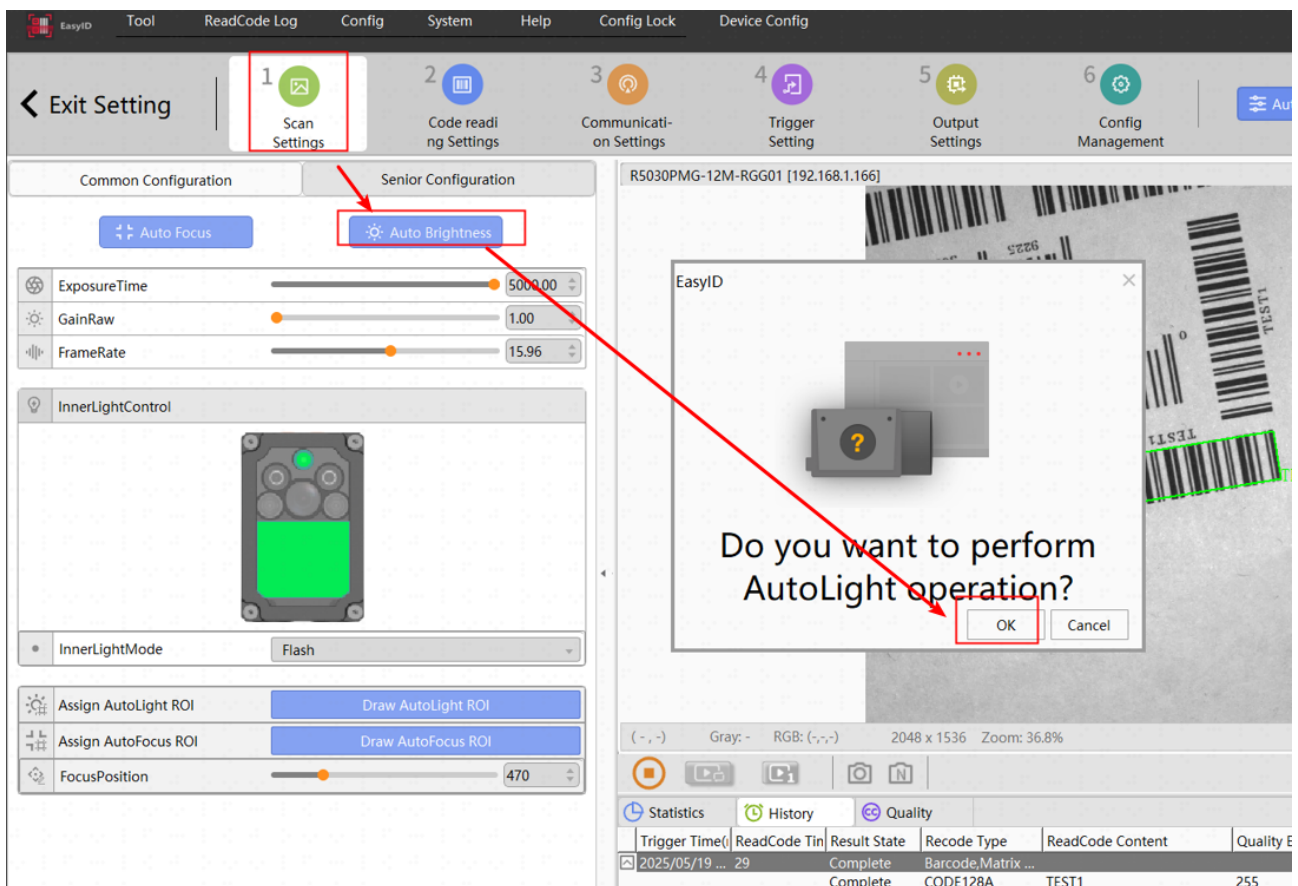 EasyID
Tool
ReadCode Log
Config
System
Help
Config Lock
Device Config
Exit Setting
1
Scan
Settings
2
Code readi
ng Settings
3
Communicati-
on Settings
4
Trigger
Setting
5
Output
Settings
6
Config
Management
Common Configuration
Senior Configuration
Auto Focus
Auto Brightness
ExposureTime
5000.00
GainRaw
1.00
FrameRate
15.96
InnerLightControl
InnerLightMode
Flash
Assign AutoLight ROI
Draw AutoLight ROI
Assign AutoFocus ROI
Draw AutoFocus ROI
FocusPosition
470
R5030PMG-12M-RGG01 [192.168.1.166]
9225
TEST1
TEST1
EasyID
Do you want to perform
AutoLight operation?
OK
Cancel
( - , -)
Gray: -
RGB: (-,-,-)
2048 x 1536
Zoom: 36.8%
Statistics
History
Quality
Trigger Time(
ReadCode Tin
Result State
Recode Type
ReadCode Content
Quality E
2025/05/19 ...
29
Complete
Barcode,Matrix ...
Complete
CODE128A
TEST1
255